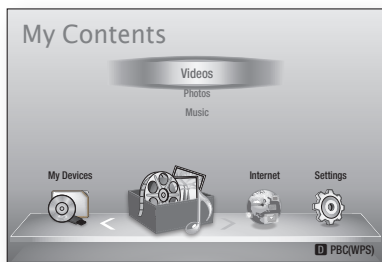 My Contents
Videos
Photos
Music
My Devices
Internet
Settings
D PBC(WPS)